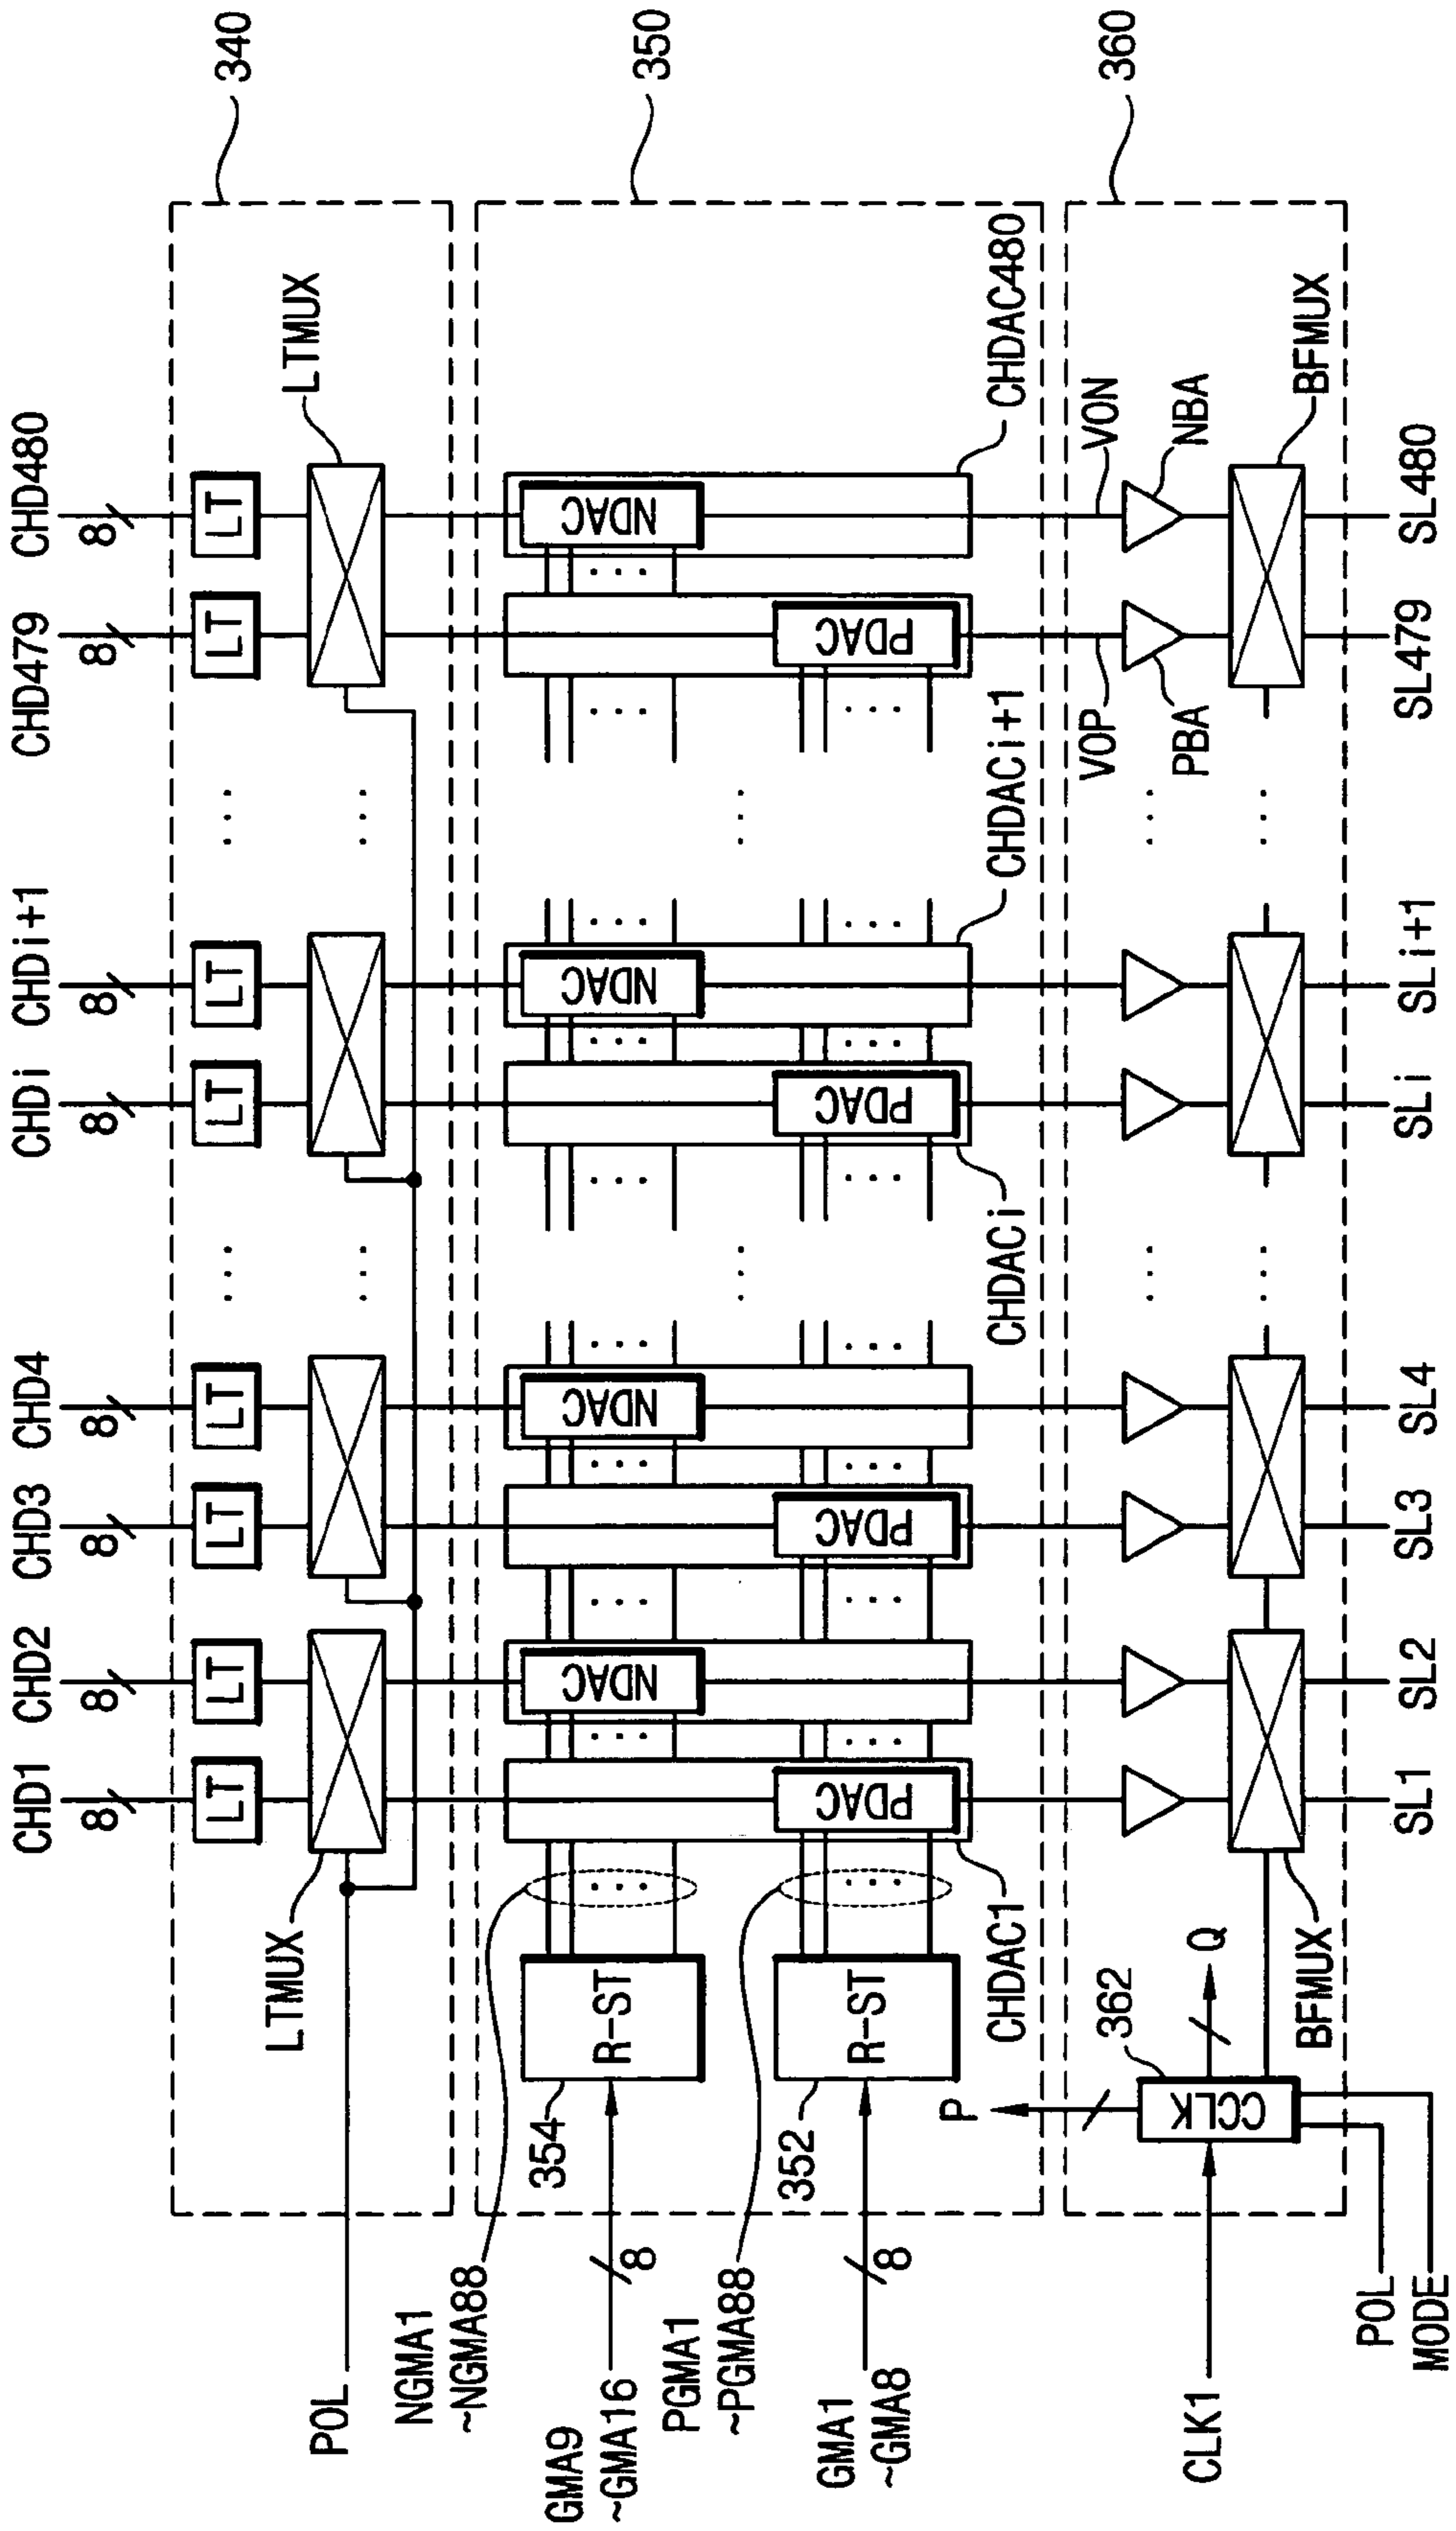 340
350
360
CHD1
CHD2
CHD3
CHD4
CHDi
CHDi+1
CHD479
CHD480
8
8
8
8
8
8
8
8
LT
LT
LT
LT
LT
LT
LT
LT
LTMUX
LTMUX
POL
NGMA1
~NGMA88
GMA9
~GMA16
8
354
R-ST
NDAC
NDAC
NDAC
NDAC
PGMA1
~PGMA88
GMA1
~GMA8
8
352
R-ST
PDAC
PDAC
PDAC
PDAC
CHDAC1
CHDACi
CHDACi+1
CHDAC480
P
Q
362
CCLK
CLK1
POL
MODE
VOP
VON
PBA
NBA
BFMUX
BFMUX
SL1
SL2
SL3
SL4
SLi
SLi+1
SL479
SL480